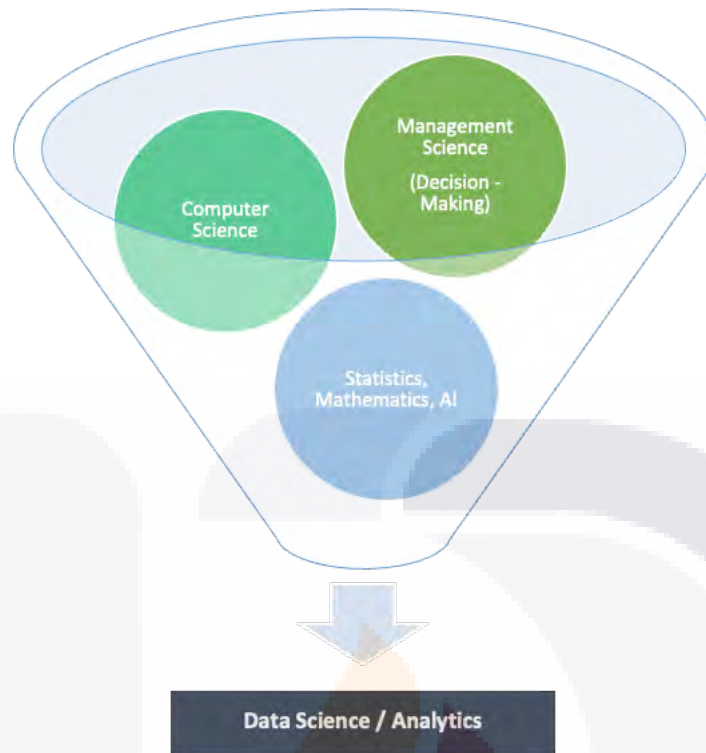 Management
Science
(Decision -
Making)
Computer
Science
Statistics,
Mathematics, AI
Data Science / Analytics